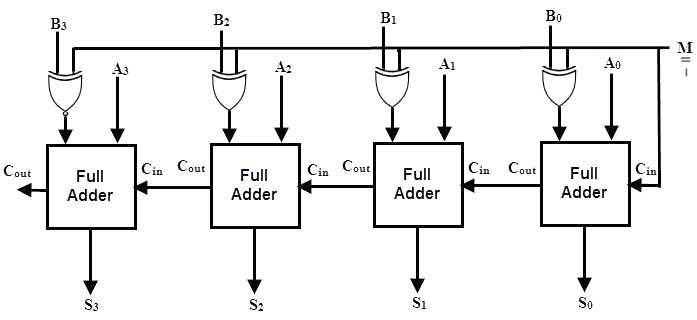 B3 B2 B1 B0
M
=
1
A3 A2 A1 A0
Cout Full Adder Cin Cout Full Adder Cin Cout Full Adder Cin Cout Full Adder Cin
S3 S2 S1 S0